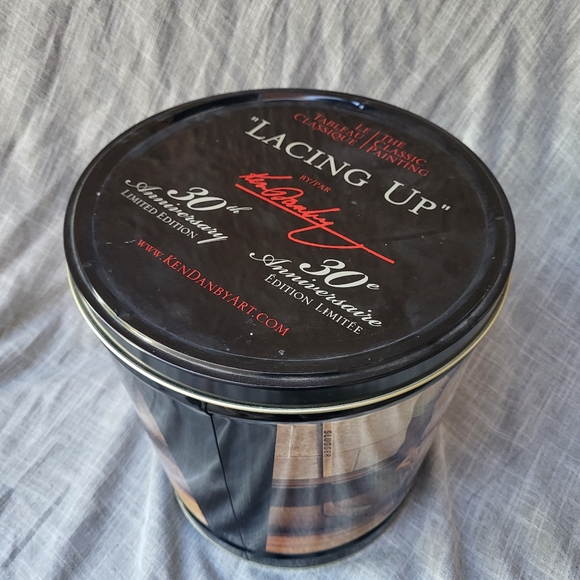 LE | THE
TABLEAU | CLASSIC
CLASSIQUE | PAINTING
"LACING UP"
BY/PAR
Ken Danby
30th
Anniversary
LIMITED EDITION
30e
Anniversaire
ÉDITION LIMITÉE
WWW.KENDANBYART.COM